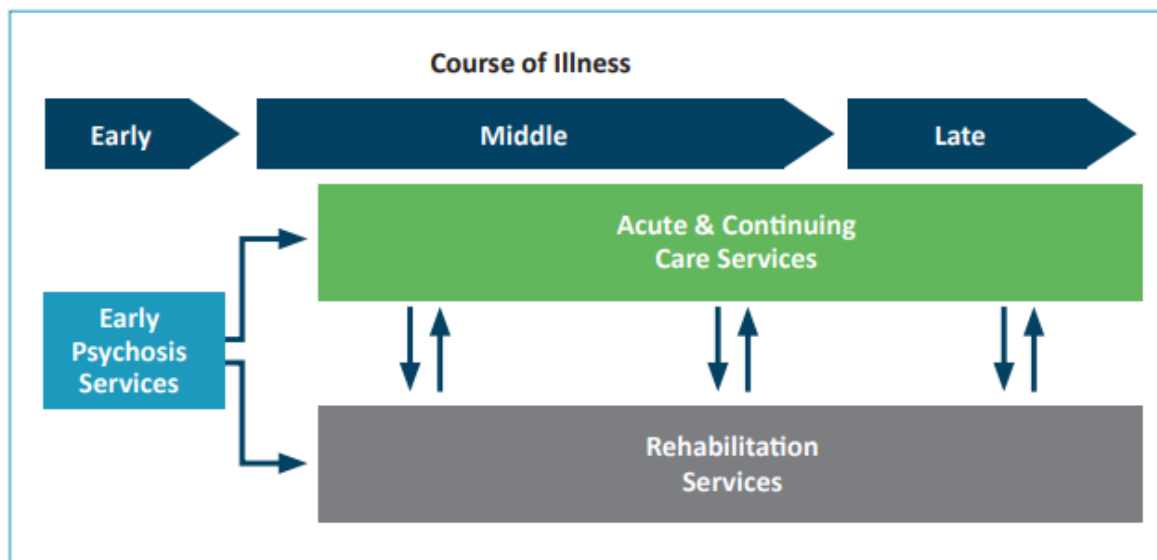 Course of Illness
Early
Middle
Late
Acute & Continuing
Care Services
Early
Psychosis
Services
Rehabilitation
Services